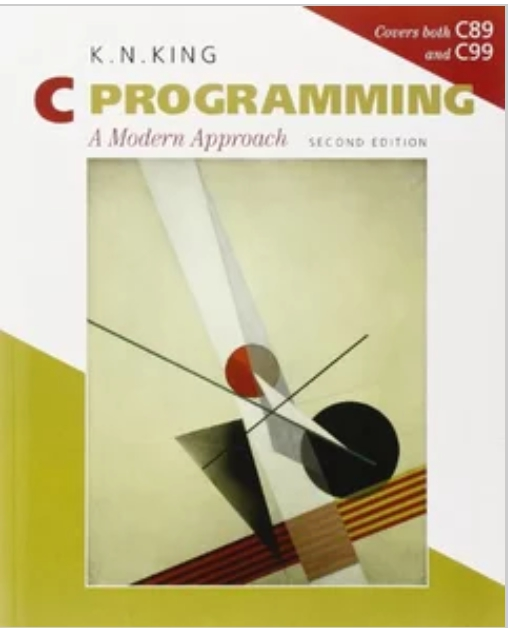 Covers both C89
and C99
K.N.KING
C PROGRAMMING
A Modern Approach SECOND EDITION